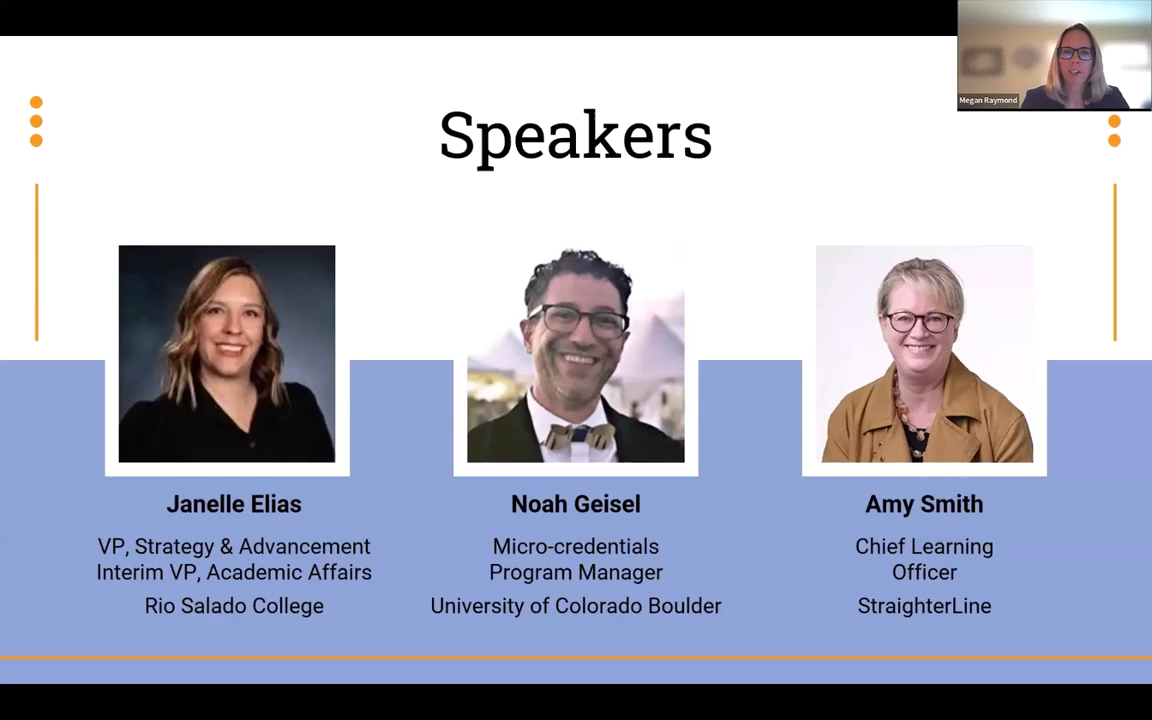 Megan Raymond
Speakers
Janelle Elias
VP, Strategy & Advancement
Interim VP, Academic Affairs
Rio Salado College
Noah Geisel
Micro-credentials
Program Manager
University of Colorado Boulder
Amy Smith
Chief Learning
Officer
StraighterLine